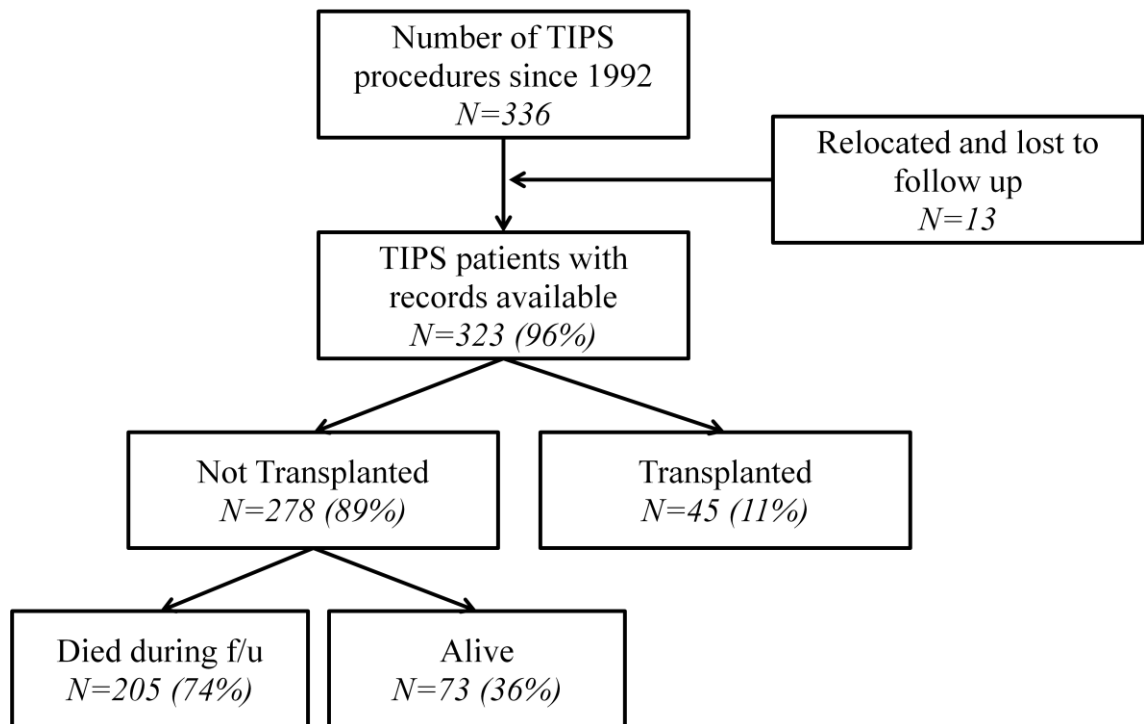 Number of TIPS
procedures since 1992
N=336
Relocated and lost to
follow up
N=13
TIPS patients with
records available
N=323 (96%)
Not Transplanted
N=278 (89%)
Transplanted
N=45 (11%)
Died during f/u
N=205 (74%)
Alive
N=73 (36%)